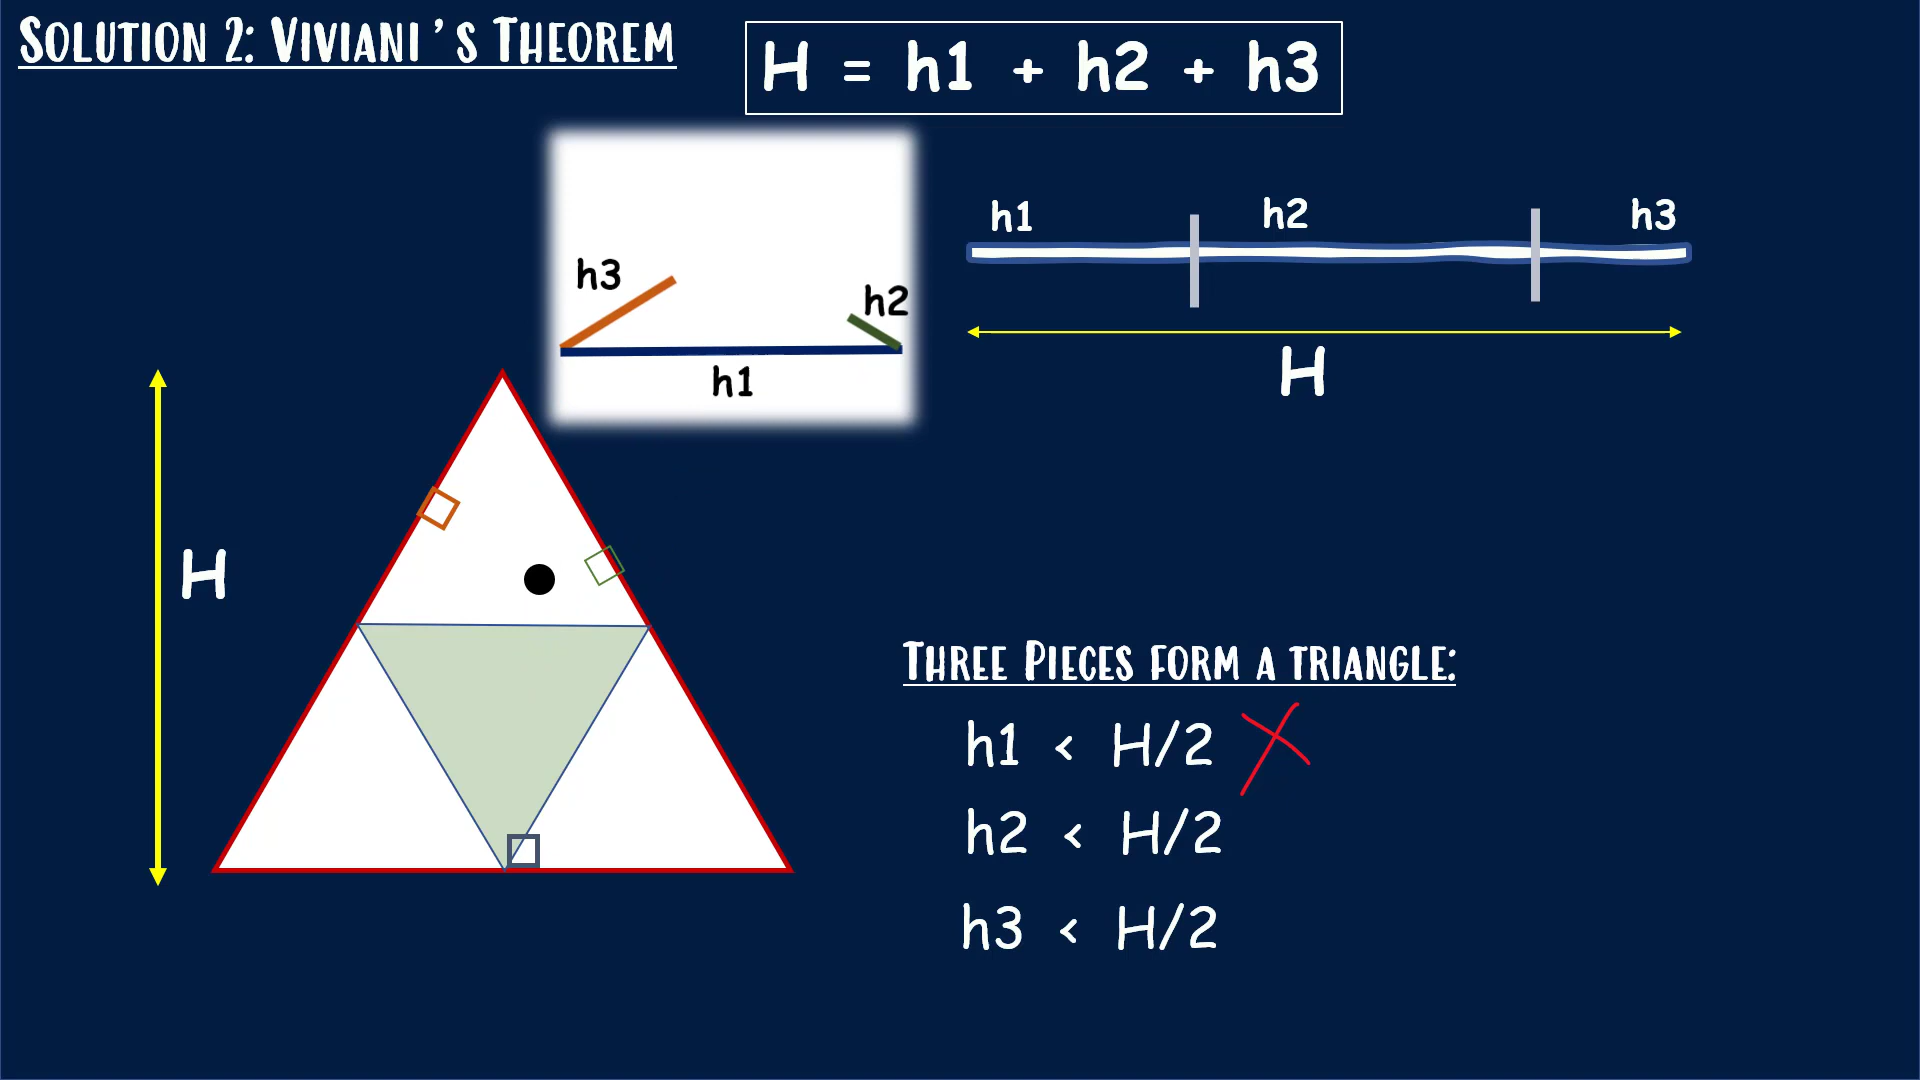 SOLUTION 2: VIVIANI'S THEOREM
H = h1 + h2 + h3
h3
h2
h1
h1
h2
h3
H
H
THREE PIECES FORM A TRIANGLE:
h1 < H/2
h2 < H/2
h3 < H/2